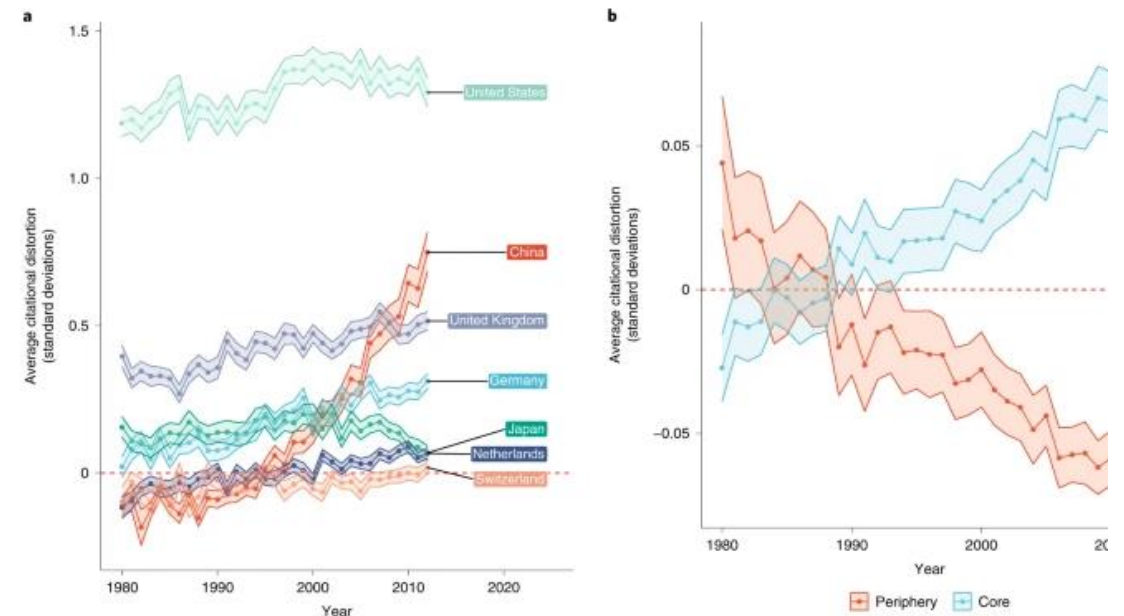 a
1.5
1.0
0.5
0
Average citational distortion
(standard deviations)
United States
China
United Kingdom
Germany
Japan
Netherlands
Switzerland
1980
1990
2000
2010
2020
Year
b
0.05
0
−0.05
Average citational distortion
(standard deviations)
1980
1990
2000
Year
Periphery
Core